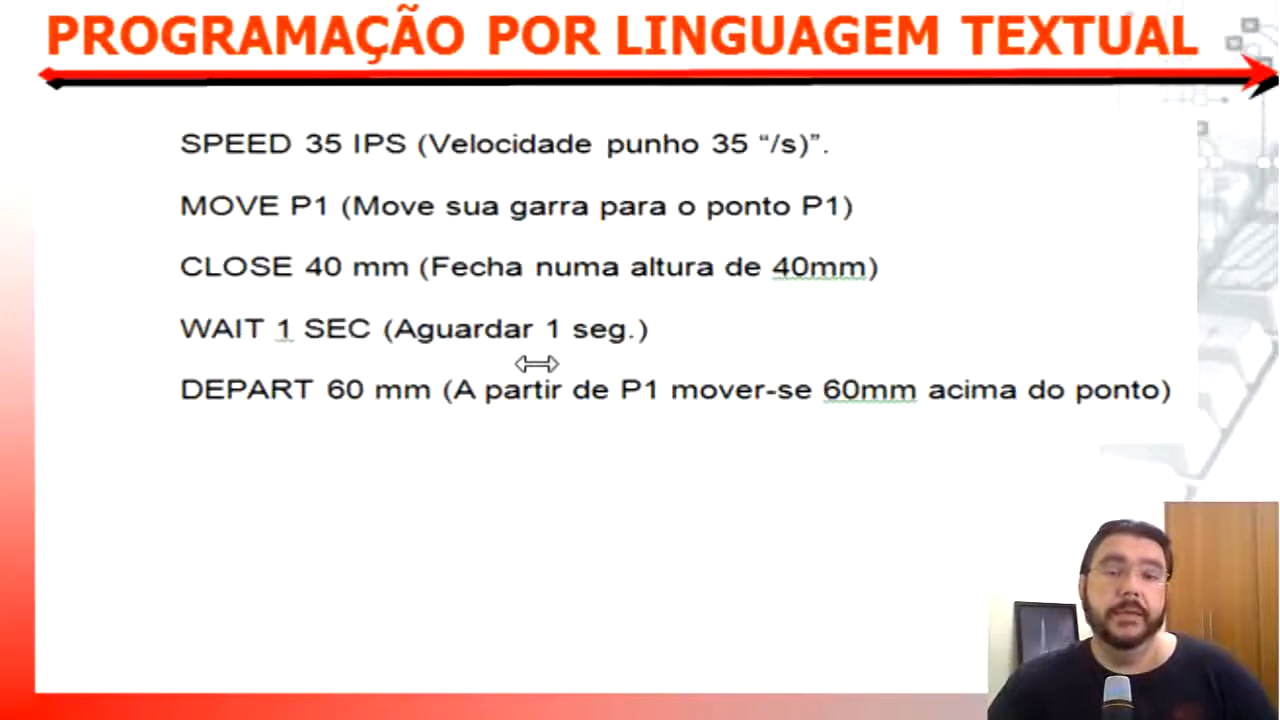 PROGRAMAÇÃO POR LINGUAGEM TEXTUAL
SPEED 35 IPS (Velocidade punho 35 “/s)”.
MOVE P1 (Move sua garra para o ponto P1)
CLOSE 40 mm (Fecha numa altura de 40mm)
WAIT 1 SEC (Aguardar 1 seg.)
DEPART 60 mm (A partir de P1 mover-se 60mm acima do ponto)